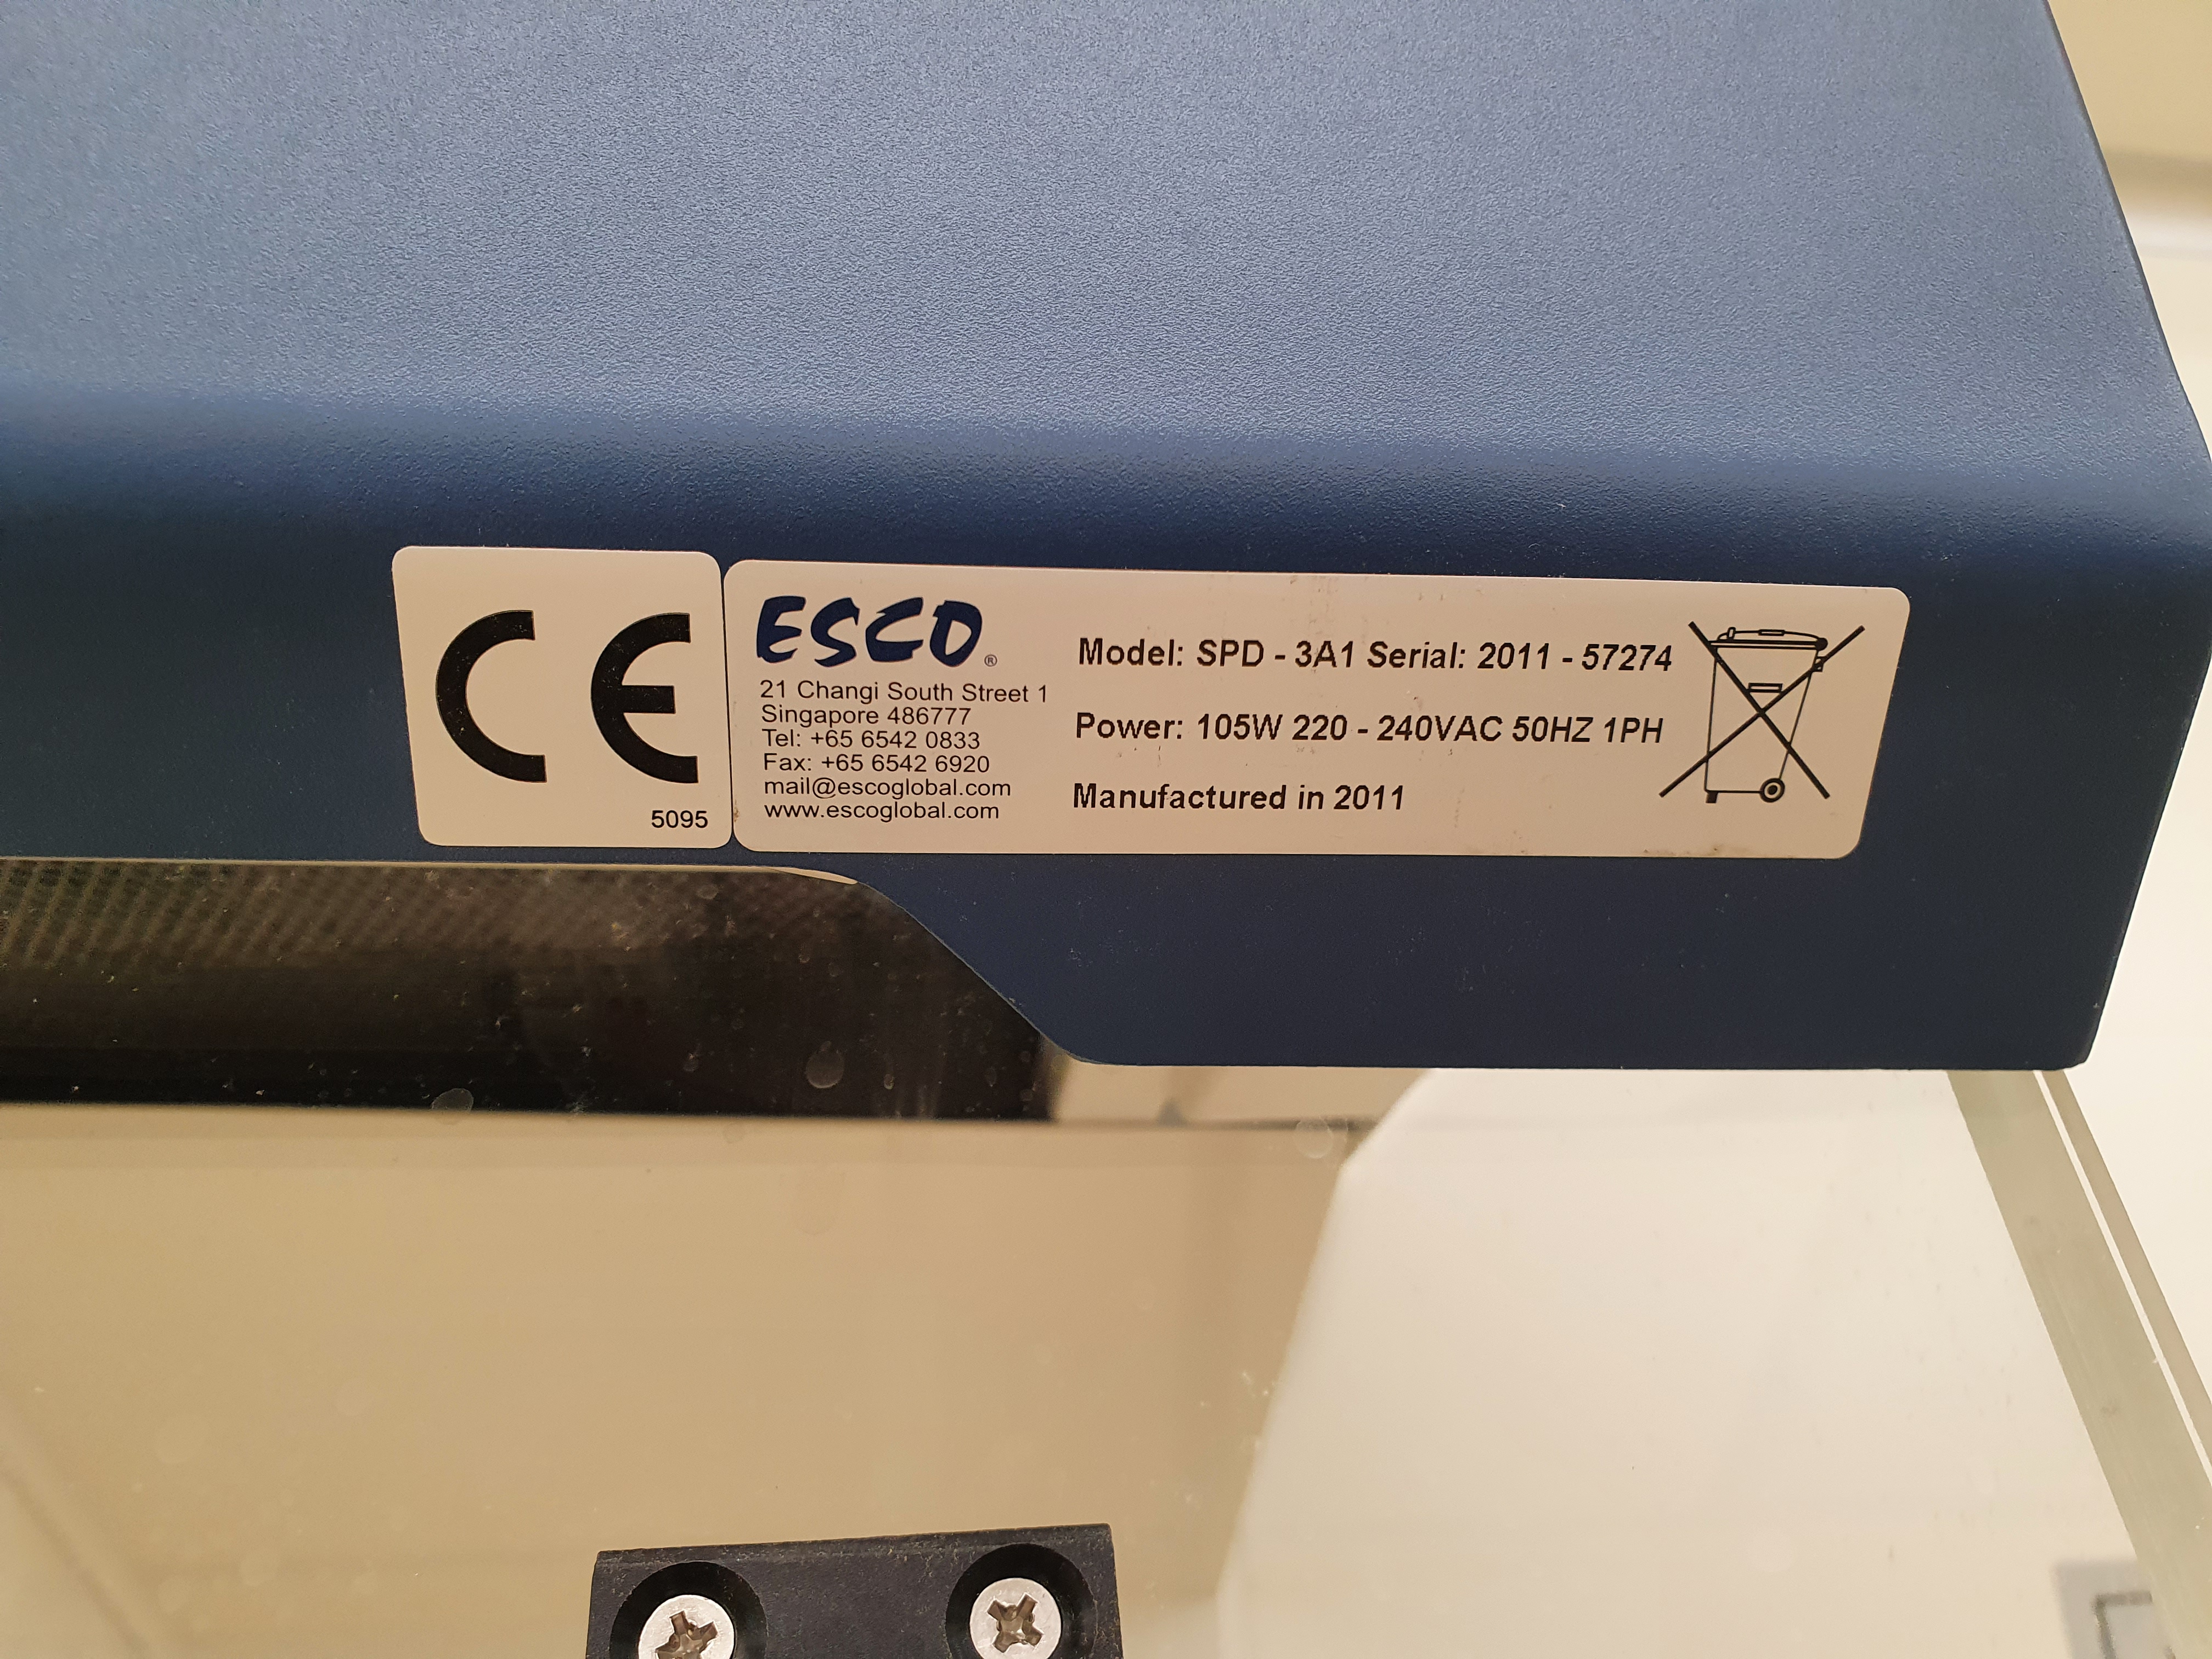 CE
5095
ESCO®
21 Changi South Street 1
Singapore 486777
Tel: +65 6542 0833
Fax: +65 6542 6920
mail@escoglobal.com
www.escoglobal.com
Model: SPD - 3A1 Serial: 2011 - 57274
Power: 105W 220 - 240VAC 50HZ 1PH
Manufactured in 2011